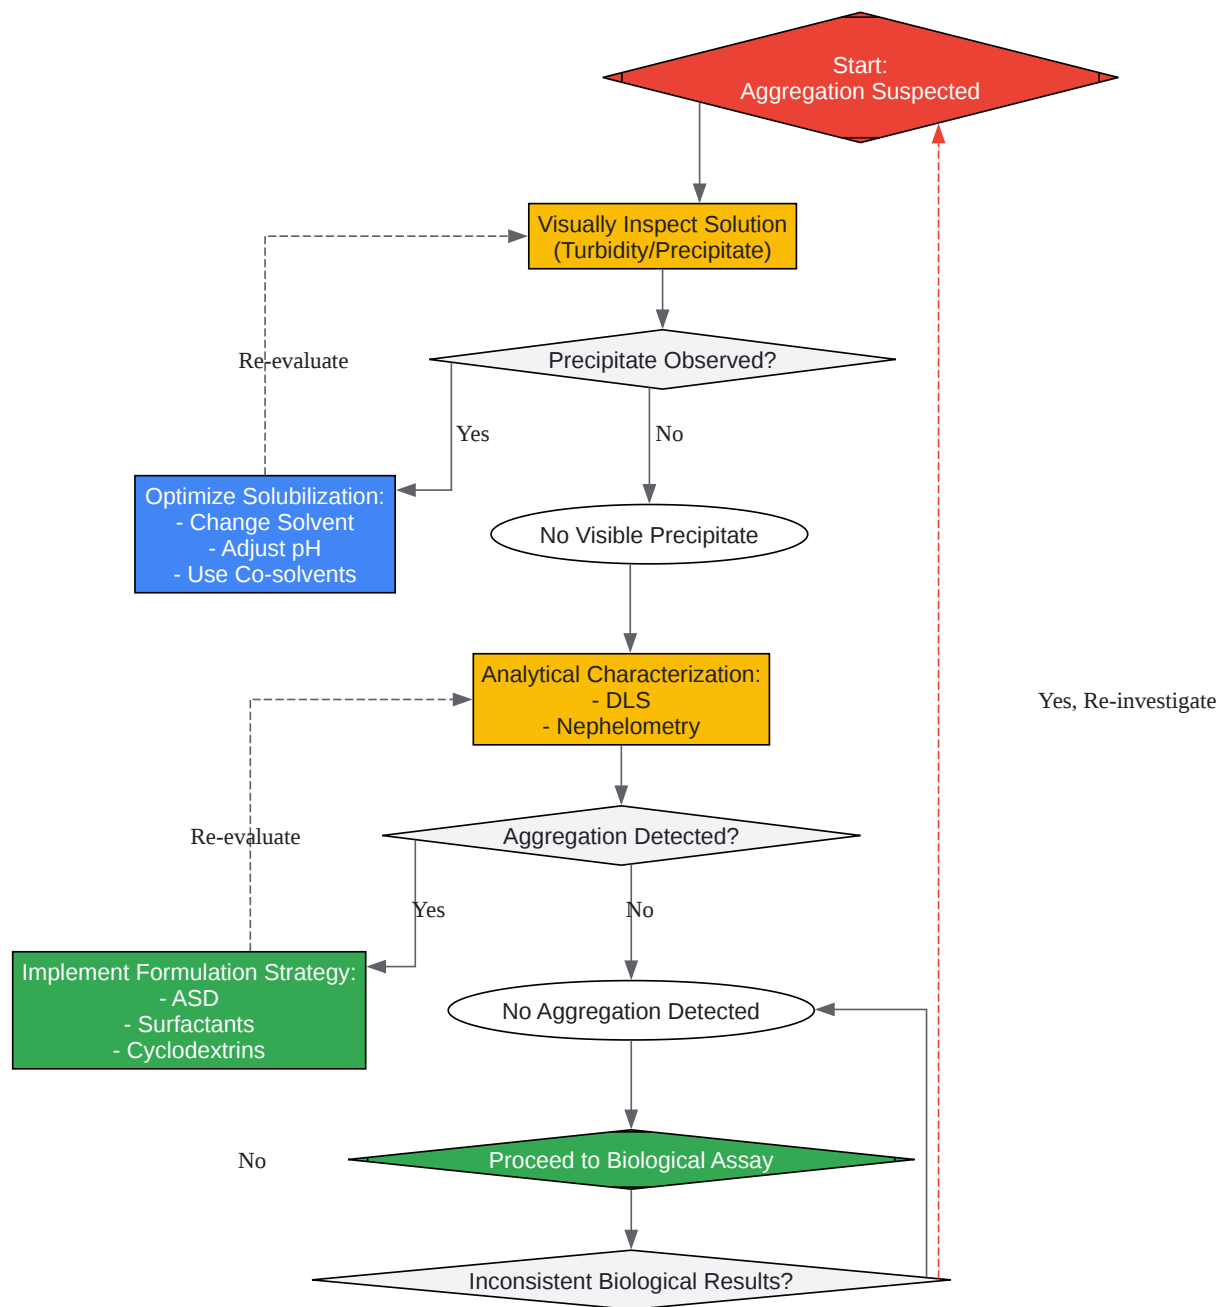 Start:
Aggregation Suspected
Visually Inspect Solution
(Turbidity/Precipitate)
Re-evaluate
Precipitate Observed?
Yes
No
Optimize Solubilization:
- Change Solvent
- Adjust pH
- Use Co-solvents
No Visible Precipitate
Analytical Characterization:
- DLS
- Nephelometry
Yes, Re-investigate
Re-evaluate
Aggregation Detected?
Yes
No
Implement Formulation Strategy:
- ASD
- Surfactants
- Cyclodextrins
No Aggregation Detected
No
Proceed to Biological Assay
Inconsistent Biological Results?